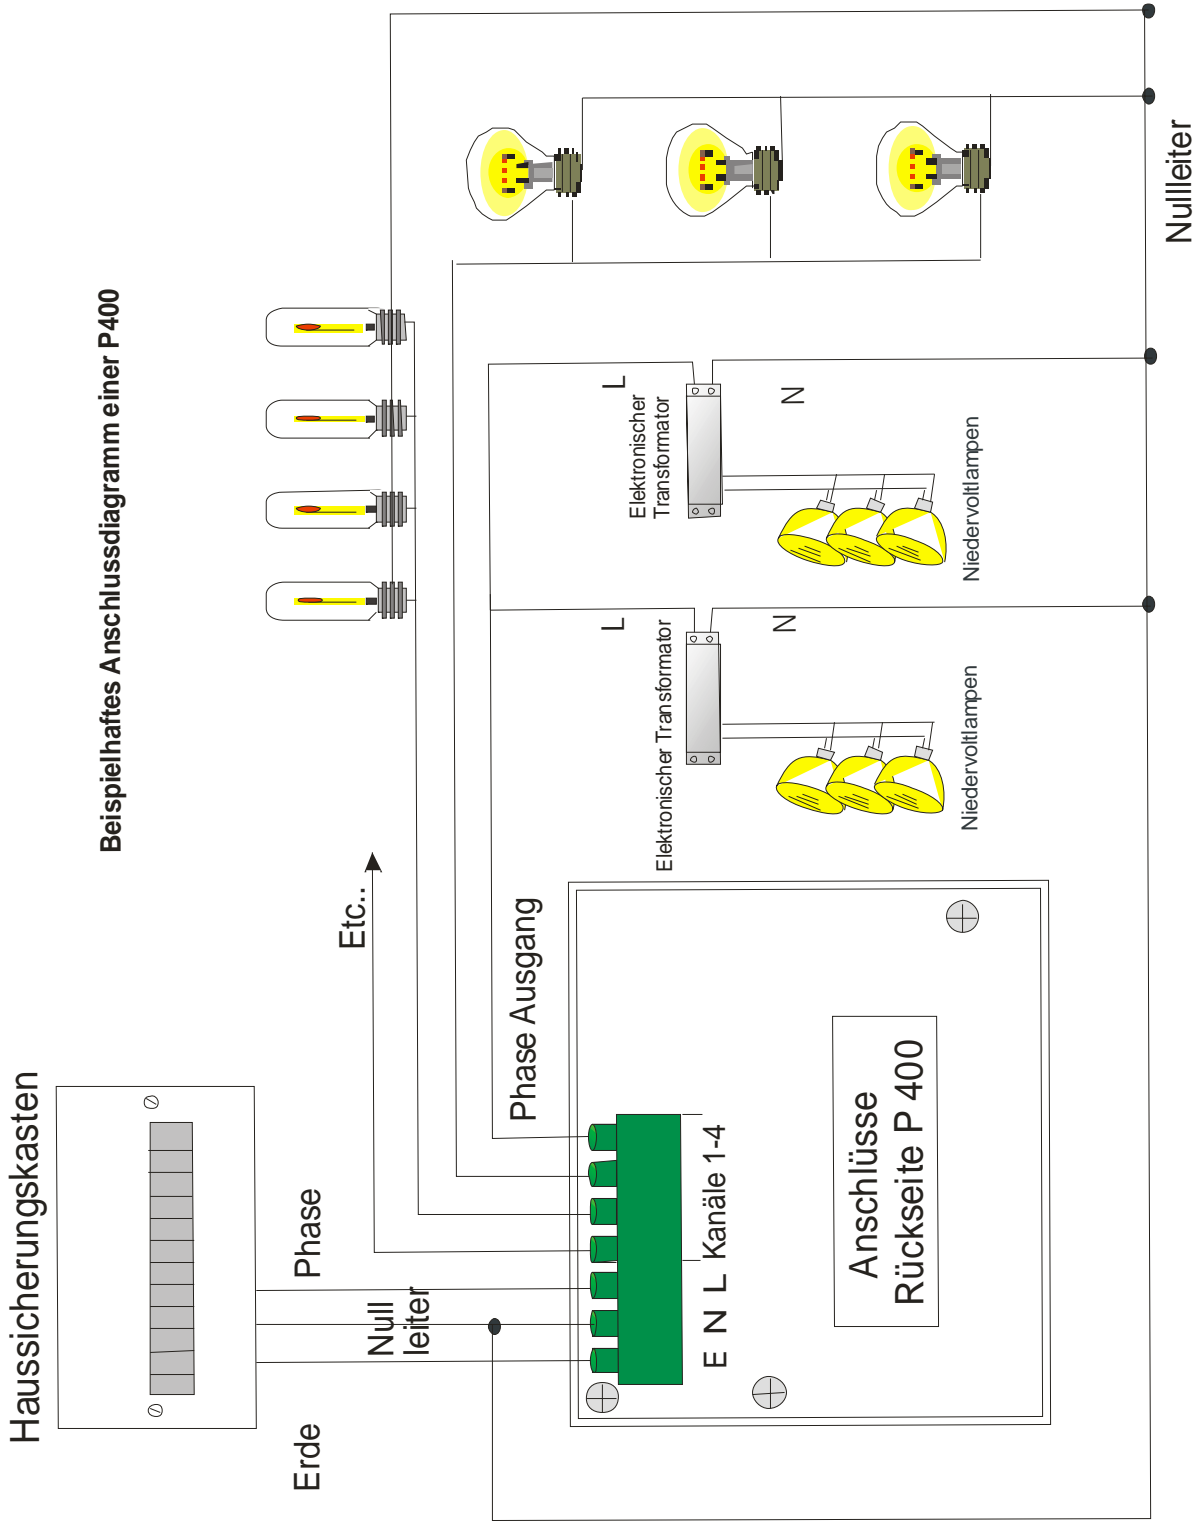 Beispielhaftes Anschlussdiagramm einer P400
Haussicherungskasten
Erde
Null
leiter
Phase
Etc..
Phase Ausgang
E N L Kanäle 1-4
Anschlüsse
Rückseite P 400
Elektronischer Transformator
L
N
Niedervoltlampen
Elektronischer
Transformator
L
N
Niedervoltlampen
Nullleiter